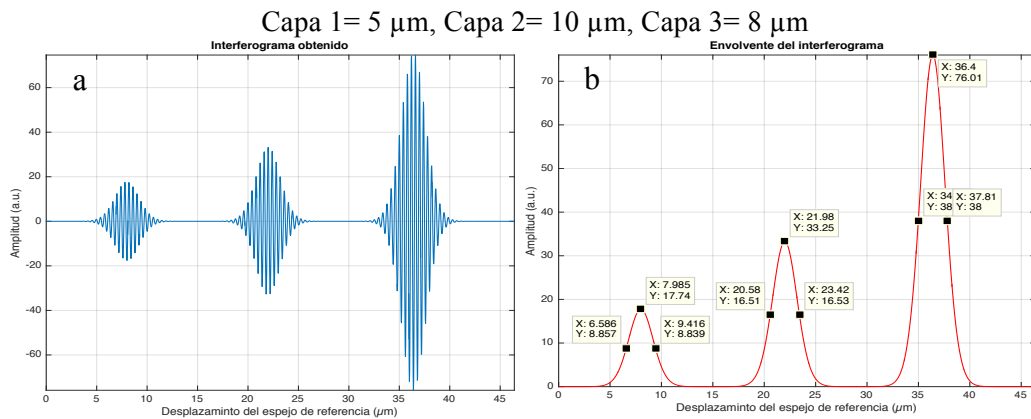 Capa 1= 5 µm, Capa 2= 10 µm, Capa 3= 8 µm
Interferograma obtenido
a
60
40
20
0
-20
-40
-60
Amplitud (a.u.)
0 5 10 15 20 25 30 35 40 45
Desplazaminto del espejo de referencia (µm)
Envolvente del interferograma
b
70
60
50
40
30
20
10
0
Amplitud (a.u.)
X: 6.586
Y: 8.857
X: 7.985
Y: 17.74
X: 9.416
Y: 8.839
X: 20.58
Y: 16.51
X: 21.98
Y: 33.25
X: 23.42
Y: 16.53
X: 34
Y: 38
X: 36.4
Y: 76.01
X: 37.81
Y: 38
0 5 10 15 20 25 30 35 40 45
Desplazaminto del espejo de referencia (µm)